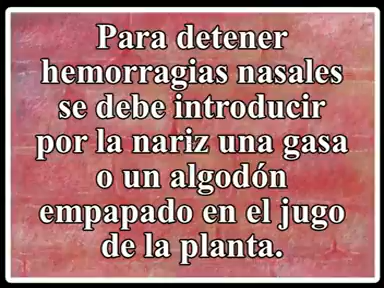 Para detener
hemorragias nasales
se debe introducir
por la nariz una gasa
o un algodón
empapado en el jugo
de la planta.